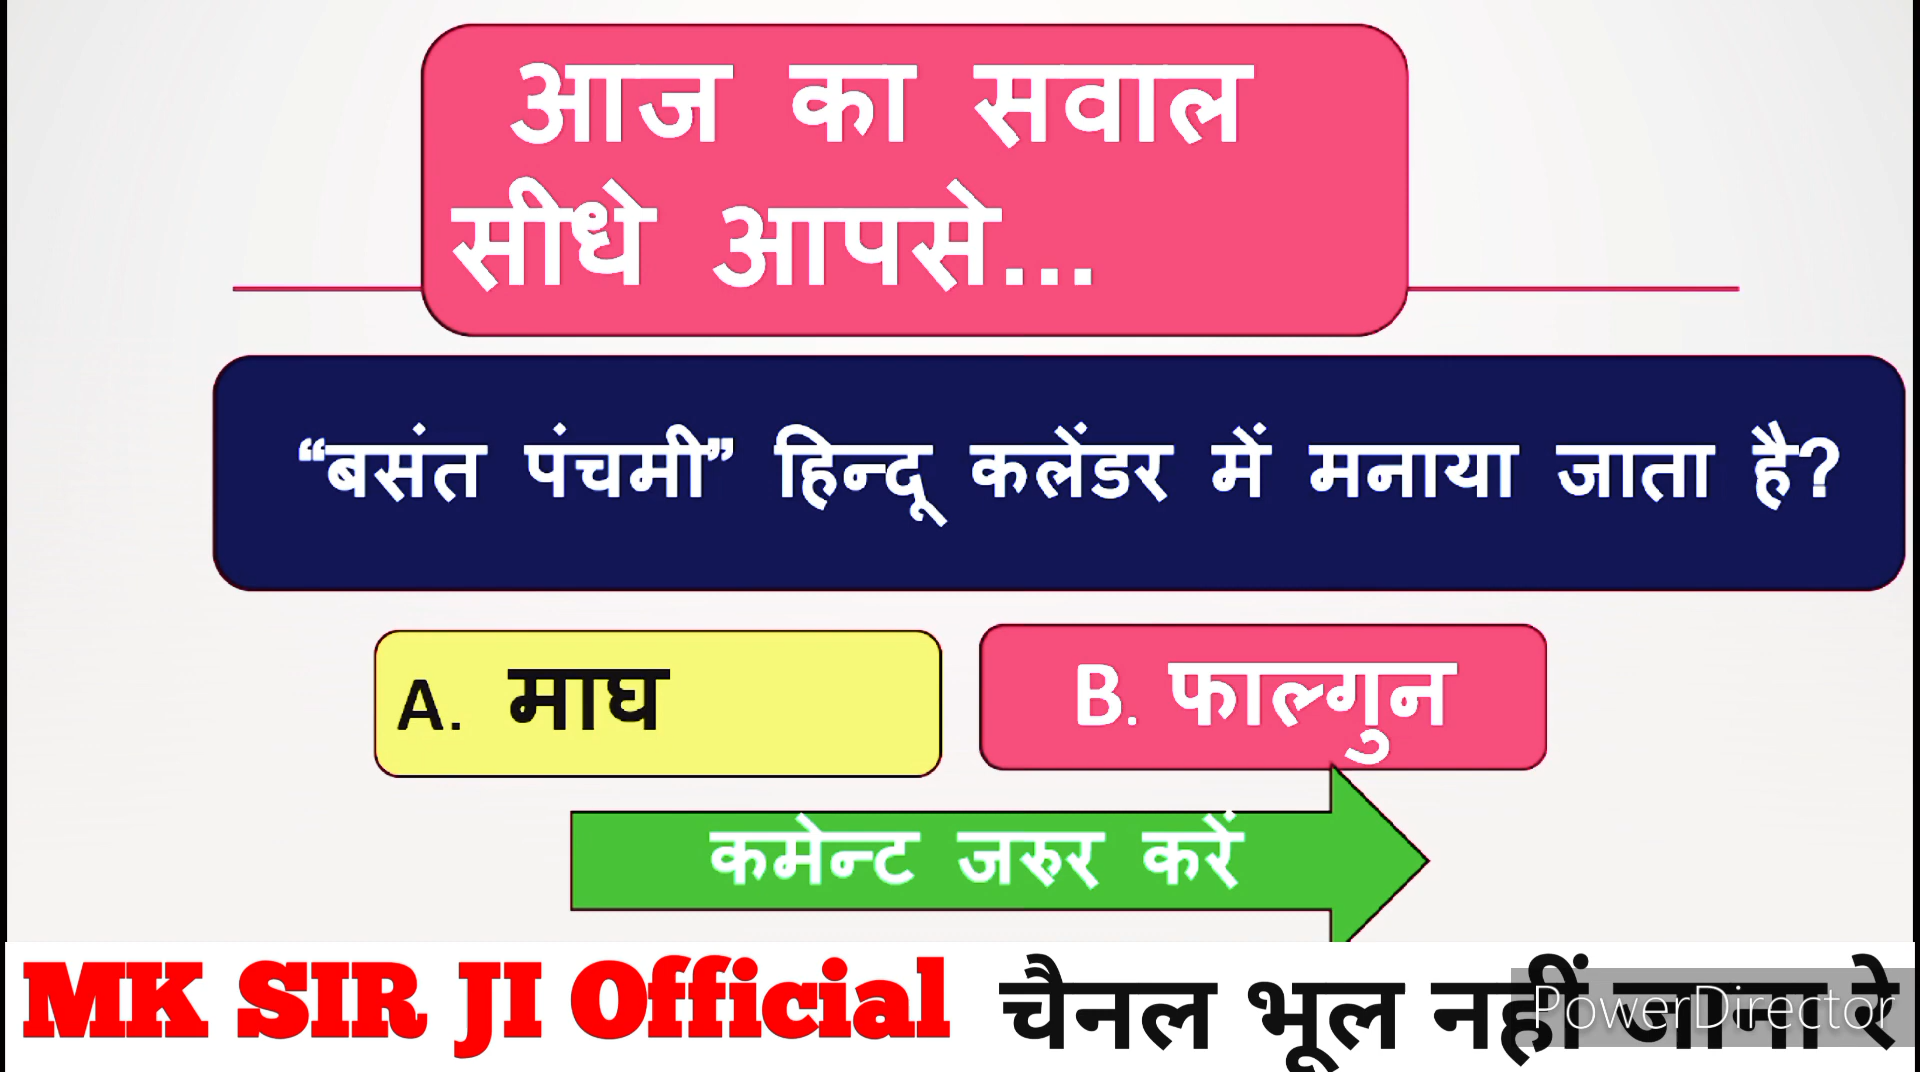 आज का सवाल
सीधे आपसे...
“बसंत पंचमी” हिन्दू कलेंडर में मनाया जाता है?
A. माघ
B. फाल्गुन
कमेन्ट जरुर करें
MK SIR JI Official चैनल भूल नहीं जाना रे
PowerDirector